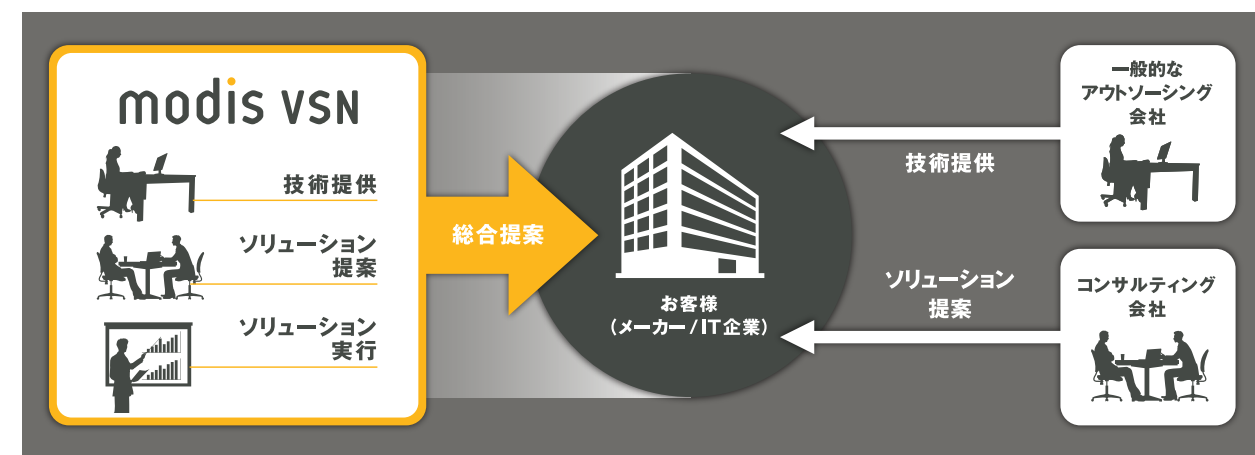 modis VSN
技術提供
ソリューション
提案
ソリューション
実行
総合提案
お客様
(メーカー/IT企業)
技術提供
ソリューション
提案
一般的な
アウトソーシング
会社
コンサルティング
会社